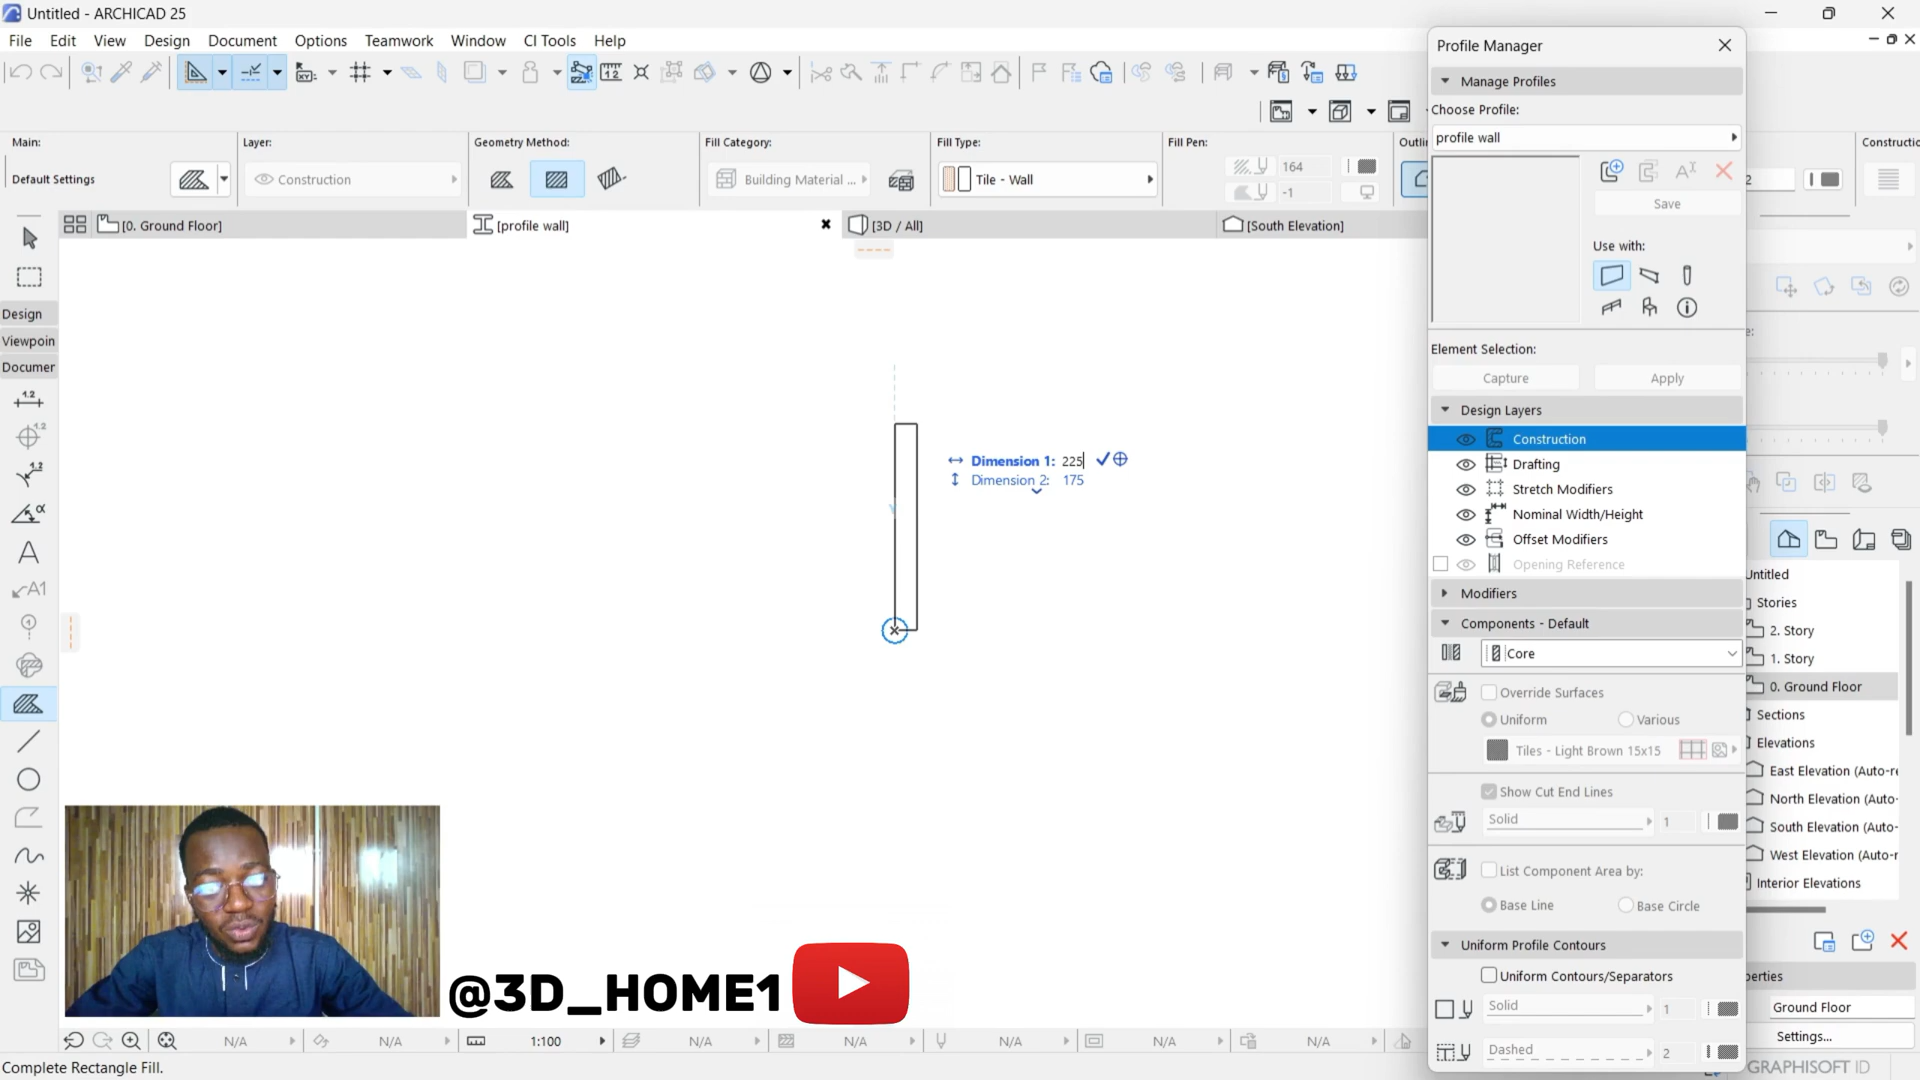 Untitled - ARCHICAD 25
File Edit View Design Document Options Teamwork Window CI Tools Help
Profile Manager
Manage Profiles
Choose Profile:
profile wall
Save
Use with:
Element Selection:
Capture Apply
Design Layers
Construction
Drafting
Stretch Modifiers
Nominal Width/Height
Offset Modifiers
Opening Reference
Modifiers
Components - Default
Core
Override Surfaces
Uniform Various
Tiles - Light Brown 15x15
Show Cut End Lines
Solid 1
List Component Area by:
Base Line Base Circle
Uniform Profile Contours
Uniform Contours/Separators
Solid 1
Dashed 2
Main: Layer: Geometry Method: Fill Category: Fill Type: Fill Pen: Outli
Default Settings Construction Building Material ... Tile - Wall 164
-1
2
Constructic
[0. Ground Floor] [profile wall] [3D / All] [South Elevation]
Design
Viewpoin
Documer
Dimension 1: 225
Dimension 2: 175
Untitled
Stories
2. Story
1. Story
0. Ground Floor
Sections
Elevations
East Elevation (Auto-re
North Elevation (Auto-
South Elevation (Auto-
West Elevation (Auto-r
Interior Elevations
perties
Ground Floor
Settings...
@3D_HOME1
N/A N/A 1:100 N/A N/A N/A N/A N/A
Complete Rectangle Fill.
GRAPHISOFT ID